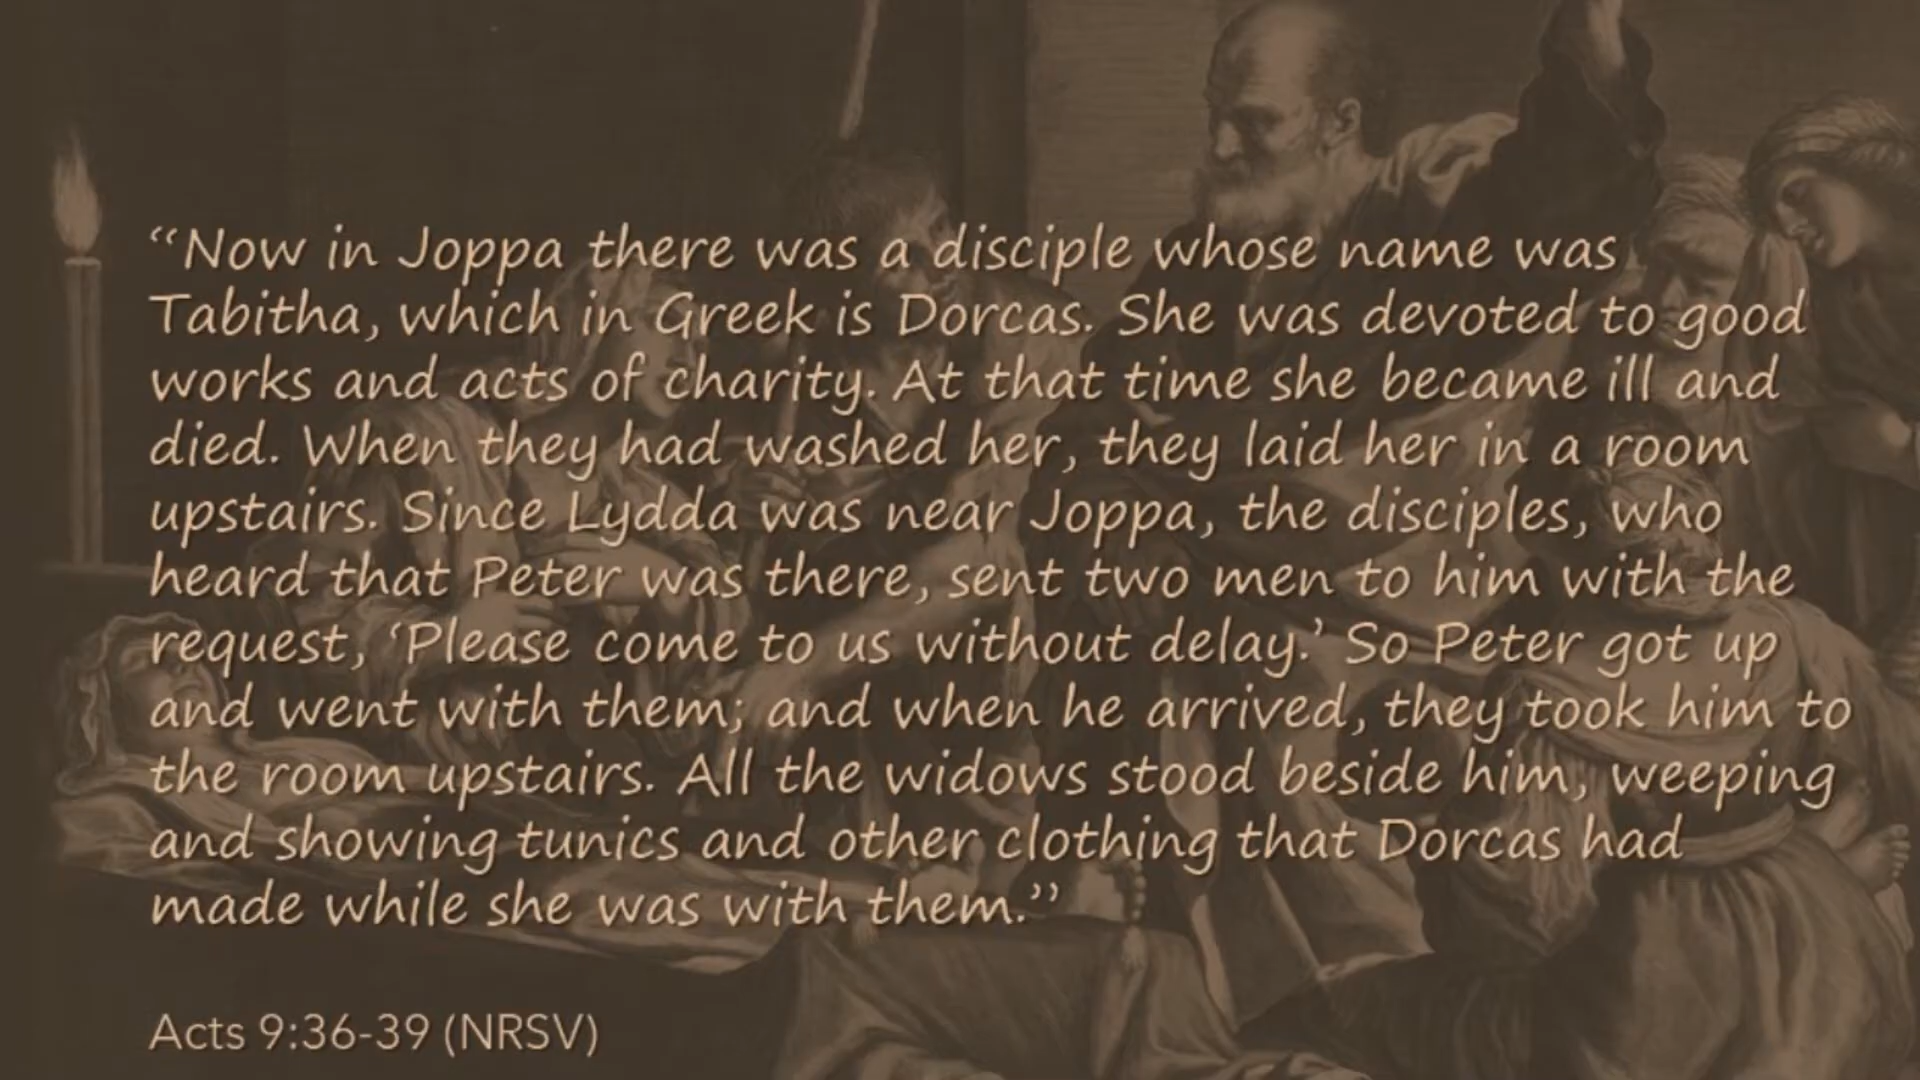 “Now in Joppa there was a disciple whose name was
Tabitha, which in Greek is Dorcas. She was devoted to good
works and acts of charity. At that time she became ill and
died. When they had washed her, they laid her in a room
upstairs. Since Lydda was near Joppa, the disciples, who
heard that Peter was there, sent two men to him with the
request, ‘Please come to us without delay.’ So Peter got up
and went with them; and when he arrived, they took him to
the room upstairs. All the widows stood beside him, weeping
and showing tunics and other clothing that Dorcas had
made while she was with them.”
Acts 9:36-39 (NRSV)